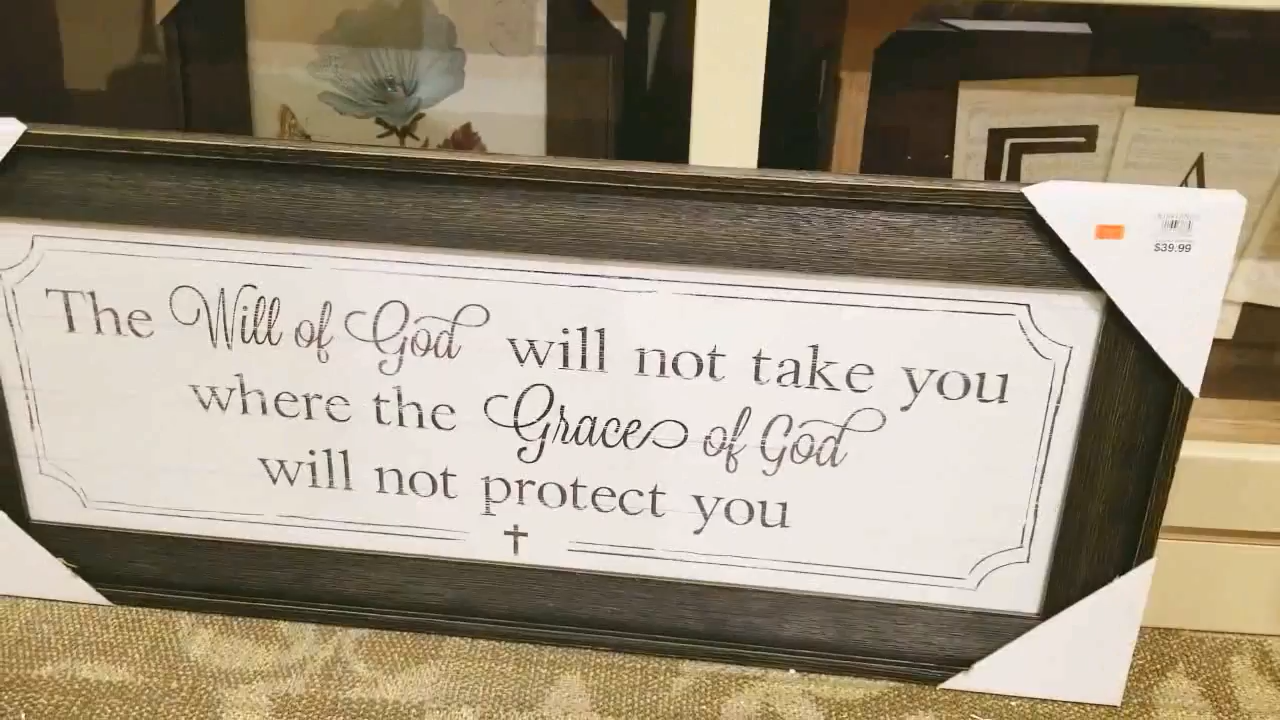 The Will of God will not take you
where the Grace of God
will not protect you
$39.99